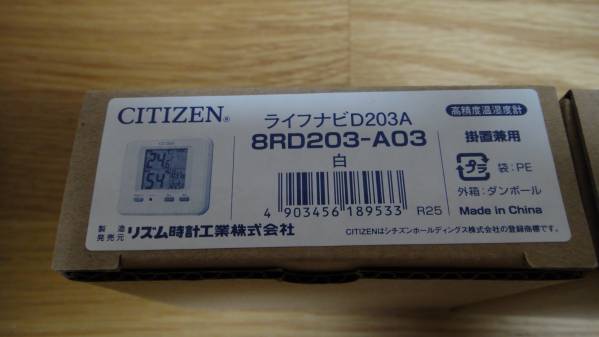 CITIZEN®
ライフナビD203A
8RD203-A03
白
高精度温湿度計
掛置兼用
プラ
袋:PE
外箱:ダンボール
4 903456 189533 R25
Made in China
製造
発売元 リズム時計工業株式会社
CITIZENはシチズンホールディングス株式会社の登録商標です。